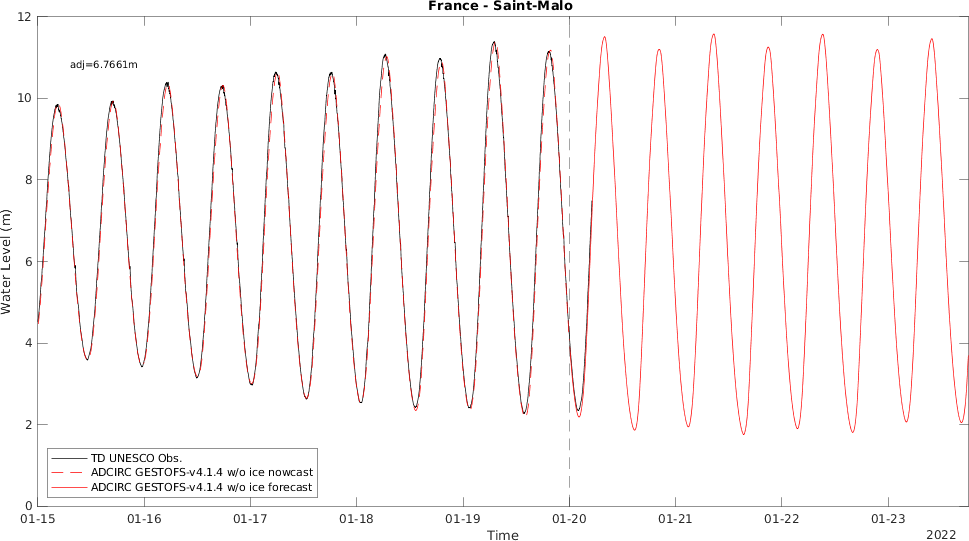 France - Saint-Malo
12
adj=6.7661m
10
8
6
4
2
0
Water Level (m)
TD UNESCO Obs.
ADCIRC GESTOFS-v4.1.4 w/o ice nowcast
ADCIRC GESTOFS-v4.1.4 w/o ice forecast
01-15 01-16 01-17 01-18 01-19 01-20 01-21 01-22 01-23
Time
2022